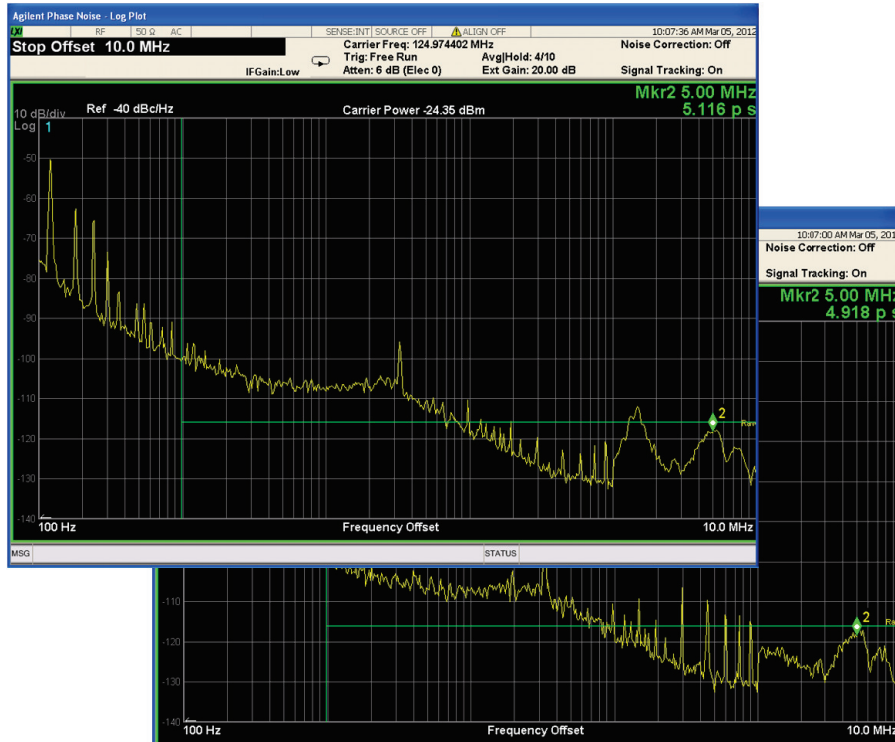 Agilent Phase Noise - Log Plot
LXI RF 50 Ω AC SENSE:INT SOURCE OFF ALIGN OFF 10:07:36 AM Mar 05, 2012
Stop Offset 10.0 MHz
Carrier Freq: 124.974402 MHz Noise Correction: Off
Trig: Free Run Avg|Hold: 4/10
IFGain:Low Atten: 6 dB (Elec 0) Ext Gain: 20.00 dB Signal Tracking: On
Mkr2 5.00 MHz
5.116 p s
10 dB/div Ref -40 dBc/Hz Carrier Power -24.35 dBm
Log 1
-50
-60
-70
-80
-90
-100
-110
-120
-130
-140
2
100 Hz Frequency Offset 10.0 MHz
MSG STATUS
10:07:00 AM Mar 05, 201
Noise Correction: Off
Signal Tracking: On
Mkr2 5.00 MHz
4.918 p s
-110
-120
-130
-140
2
100 Hz Frequency Offset 10.0 MHz